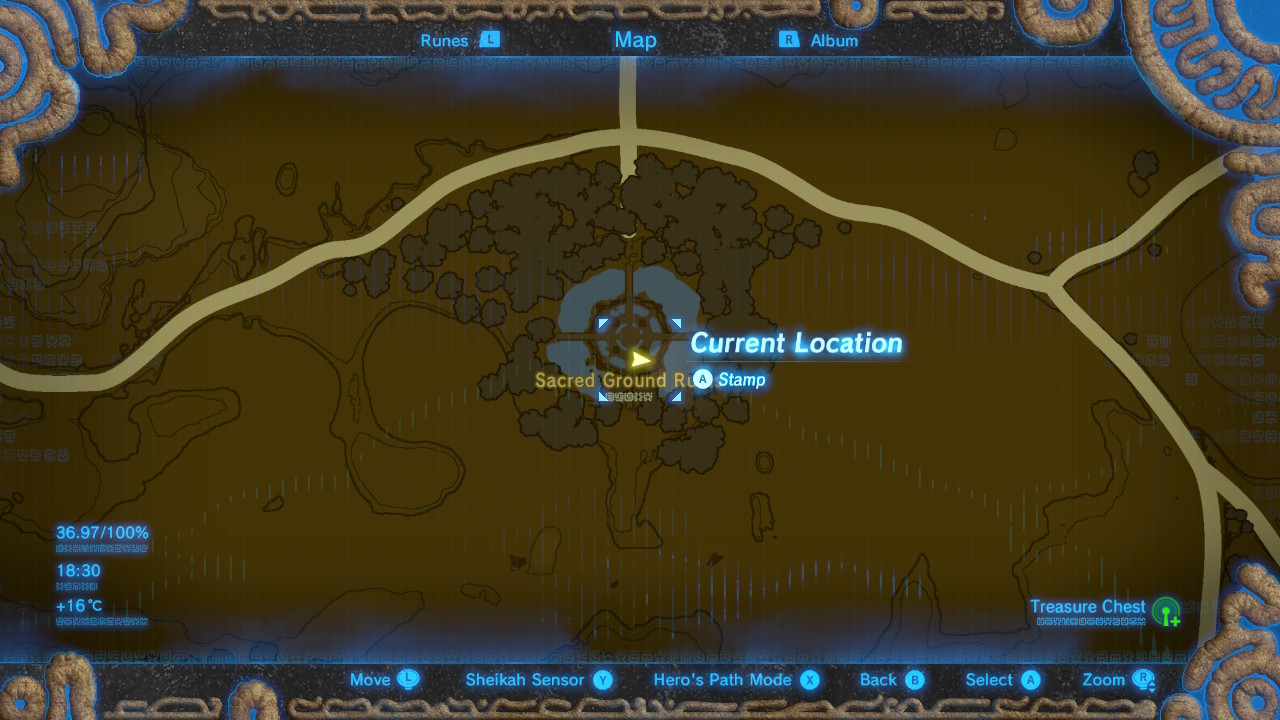 Runes L
Map
R Album
Current Location
Sacred Ground Ru
A Stamp
36.97/100%
18:30
+16℃
Treasure Chest
Move L
Sheikah Sensor Y
Hero's Path Mode X
Back B
Select A
Zoom R